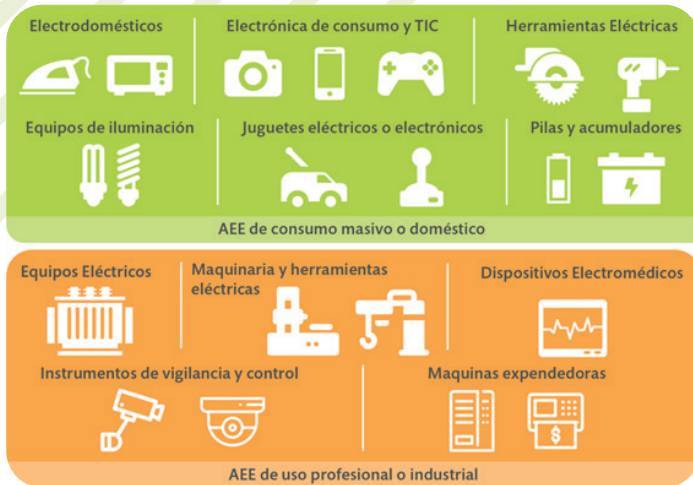 Electrodomésticos
Electrónica de consumo y TIC
Herramientas Eléctricas
Equipos de iluminación
Juguetes eléctricos o electrónicos
Pilas y acumuladores
AEE de consumo masivo o doméstico
Equipos Eléctricos
Maquinaria y herramientas
eléctricas
Dispositivos Electromédicos
Instrumentos de vigilancia y control
Maquinas expendedoras
$
AEE de uso profesional o industrial